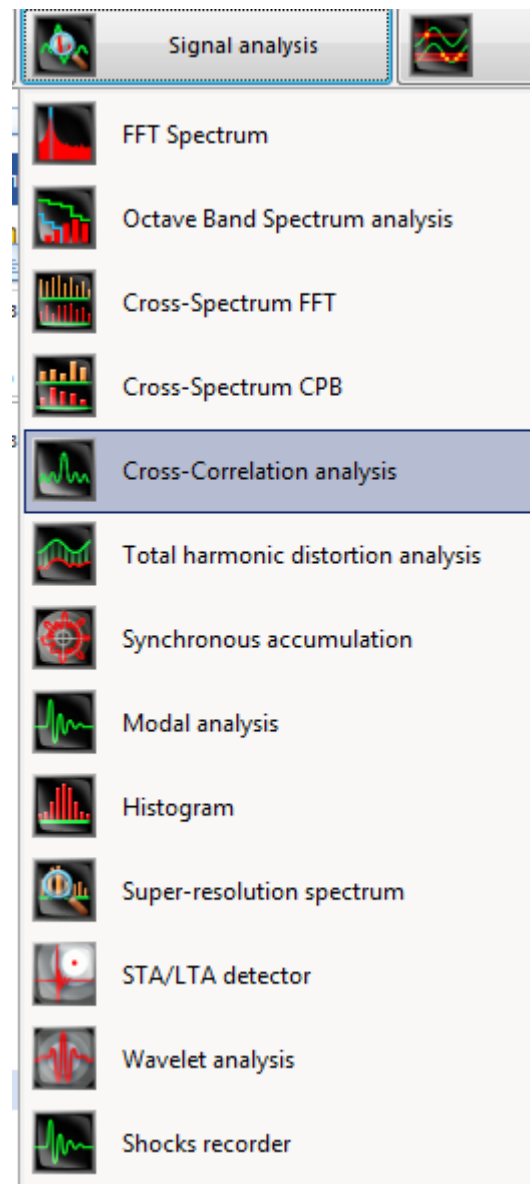 Signal analysis
FFT Spectrum
Octave Band Spectrum analysis
Cross-Spectrum FFT
Cross-Spectrum CPB
Cross-Correlation analysis
Total harmonic distortion analysis
Synchronous accumulation
Modal analysis
Histogram
Super-resolution spectrum
STA/LTA detector
Wavelet analysis
Shocks recorder